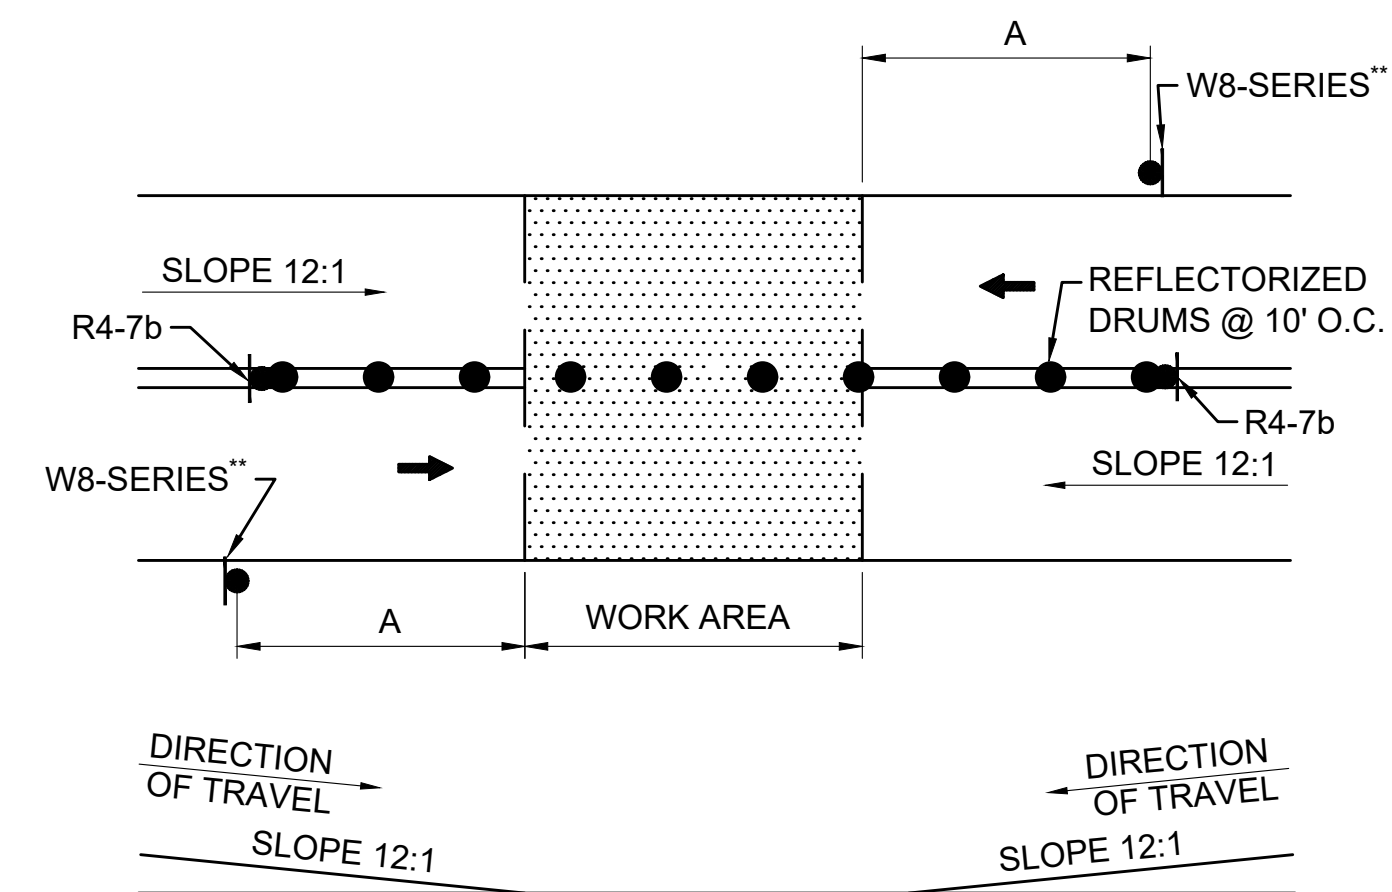 A
W8-SERIES**
SLOPE 12:1
REFLECTORIZED
DRUMS @ 10' O.C.
R4-7b
R4-7b
SLOPE 12:1
W8-SERIES**
A
WORK AREA
DIRECTION
OF TRAVEL
DIRECTION
OF TRAVEL
SLOPE 12:1
SLOPE 12:1